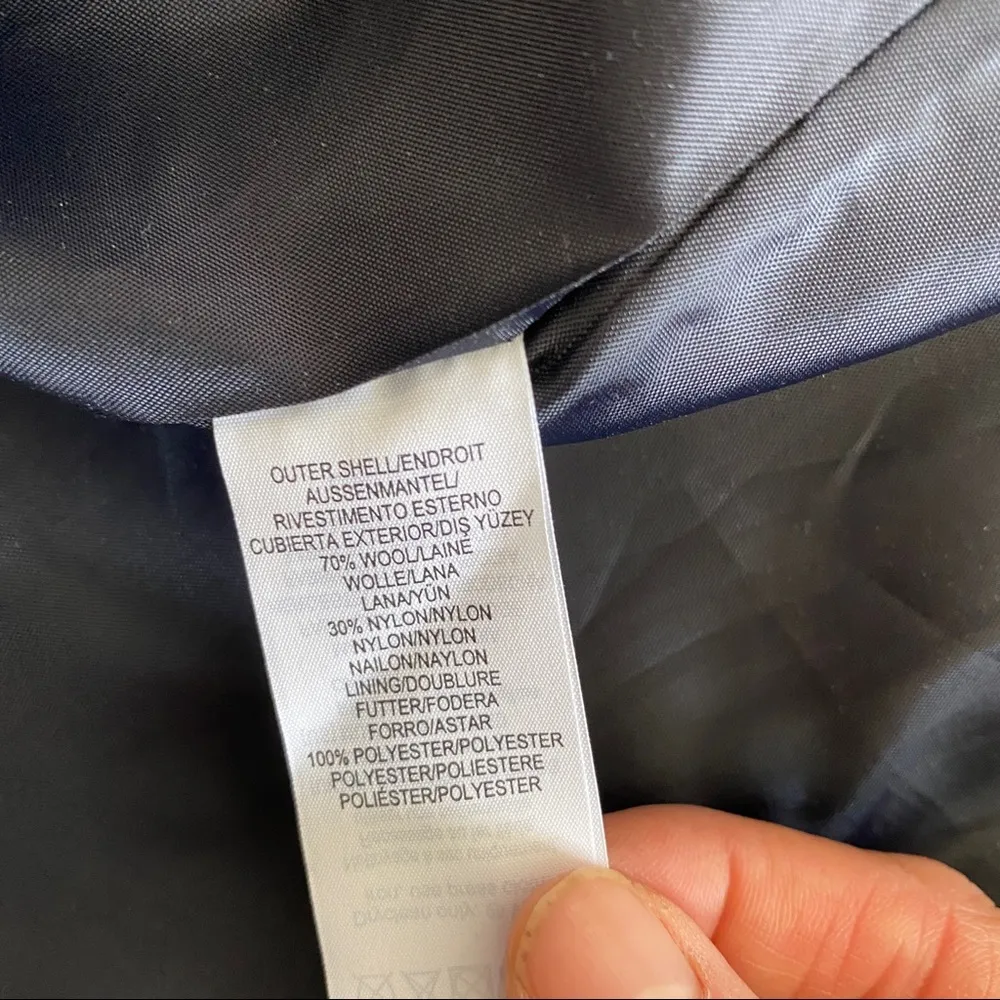 OUTER SHELL/ENDROIT
AUSSENMANTEL/
RIVESTIMENTO ESTERNO
CUBIERTA EXTERIOR/DIŞ YÜZEY
70% WOOL/LAINE
WOLLE/LANA
LANA/YÜN
30% NYLON/NYLON
NYLON/NYLON
NAILON/NAYLON
LINING/DOUBLURE
FUTTER/FODERA
FORRO/ASTAR
100% POLYESTER/POLYESTER
POLYESTER/POLIESTERE
POLIÉSTER/POLYESTER